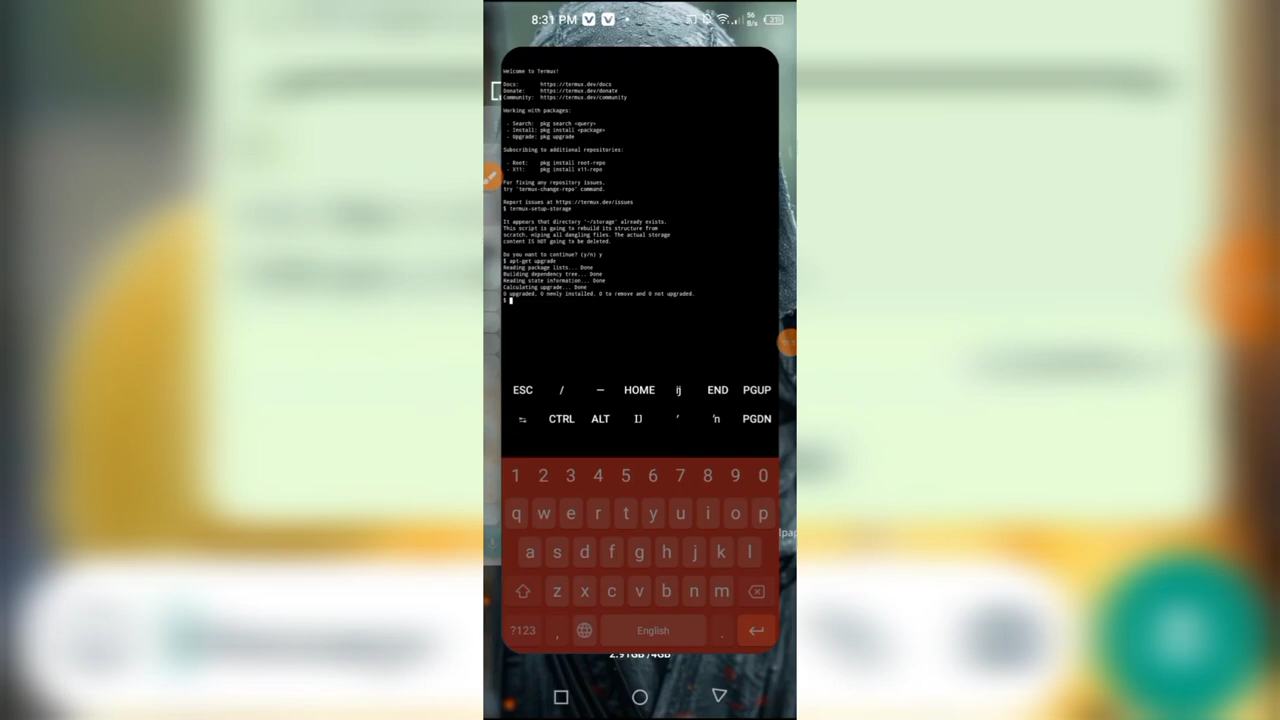 8:31 PM
56
B/s
31
Welcome to Termux!
Docs: https://termux.dev/docs
Donate: https://termux.dev/donate
Community: https://termux.dev/community
Working with packages:
- Search: pkg search <query>
- Install: pkg install <package>
- Upgrade: pkg upgrade
Subscribing to additional repositories:
- Root: pkg install root-repo
- X11: pkg install x11-repo
For fixing any repository issues,
try 'termux-change-repo' command.
Report issues at https://termux.dev/issues
$ termux-setup-storage
It appears that directory '~/storage' already exists.
This script is going to rebuild its structure from
scratch, wiping all dangling files. The actual storage
content IS NOT going to be deleted.
Do you want to continue? (y/n) y
$ apt-get upgrade
Reading package lists... Done
Building dependency tree... Done
Reading state information... Done
Calculating upgrade... Done
0 upgraded, 0 newly installed, 0 to remove and 0 not upgraded.
$
ESC / — HOME END PGUP
CTRL ALT PGDN
1 2 3 4 5 6 7 8 9 0
q w e r t y u i o p
lpap
a s d f g h j k l
z x c v b n m
?123 , English .
2.91GB /4GB